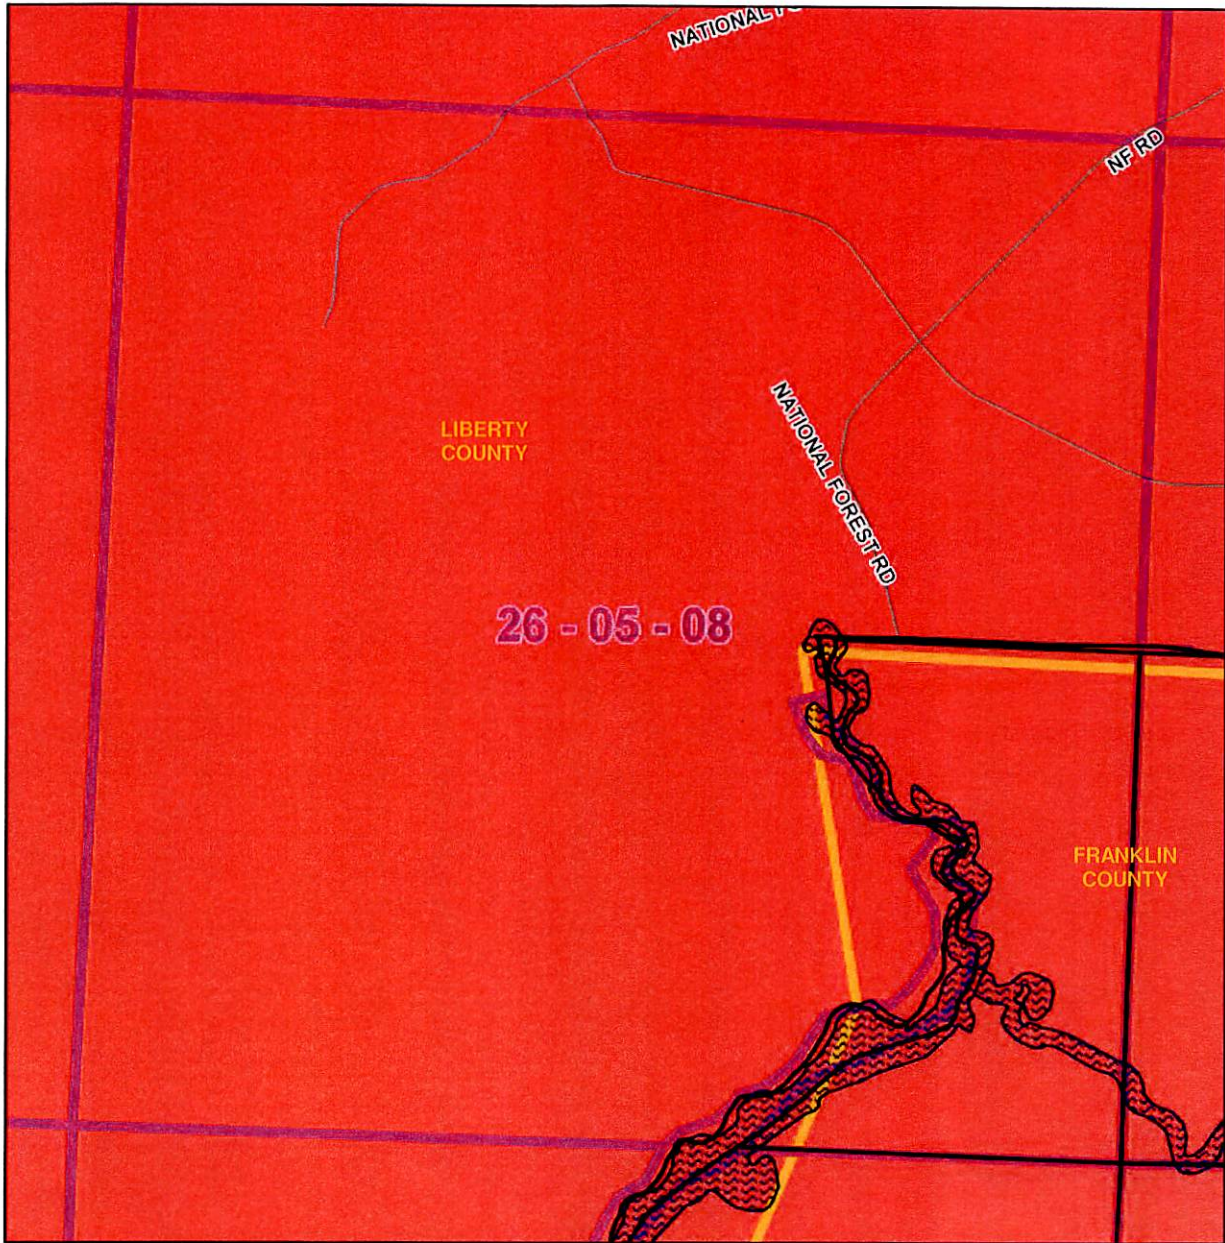 NATIONAL
NF RD
NATIONAL FOREST RD
LIBERTY
COUNTY
26 - 05 - 08
FRANKLIN
COUNTY